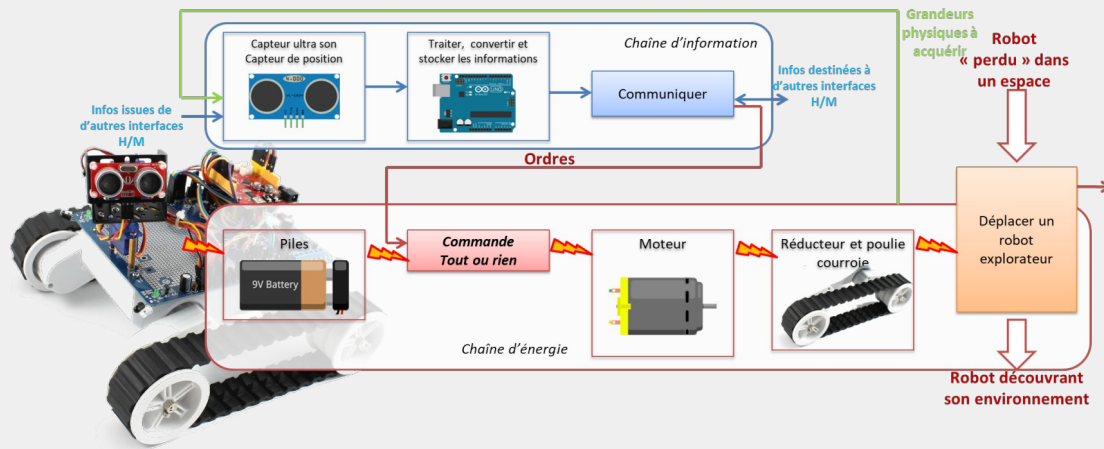 Grandeurs
physiques à
acquérir
Robot
« perdu » dans
un espace
Capteur ultra son
Capteur de position
Traiter, convertir et
stocker les informations
Chaîne d'information
Communiquer
Infos destinées à
d'autres interfaces
H/M
Infos issues de
d'autres interfaces
H/M
Ordres
Piles
9V Battery
Commande
Tout ou rien
Moteur
Réducteur et poulie
courroie
Déplacer un
robot
explorateur
Chaîne d'énergie
Robot découvrant
son environnement